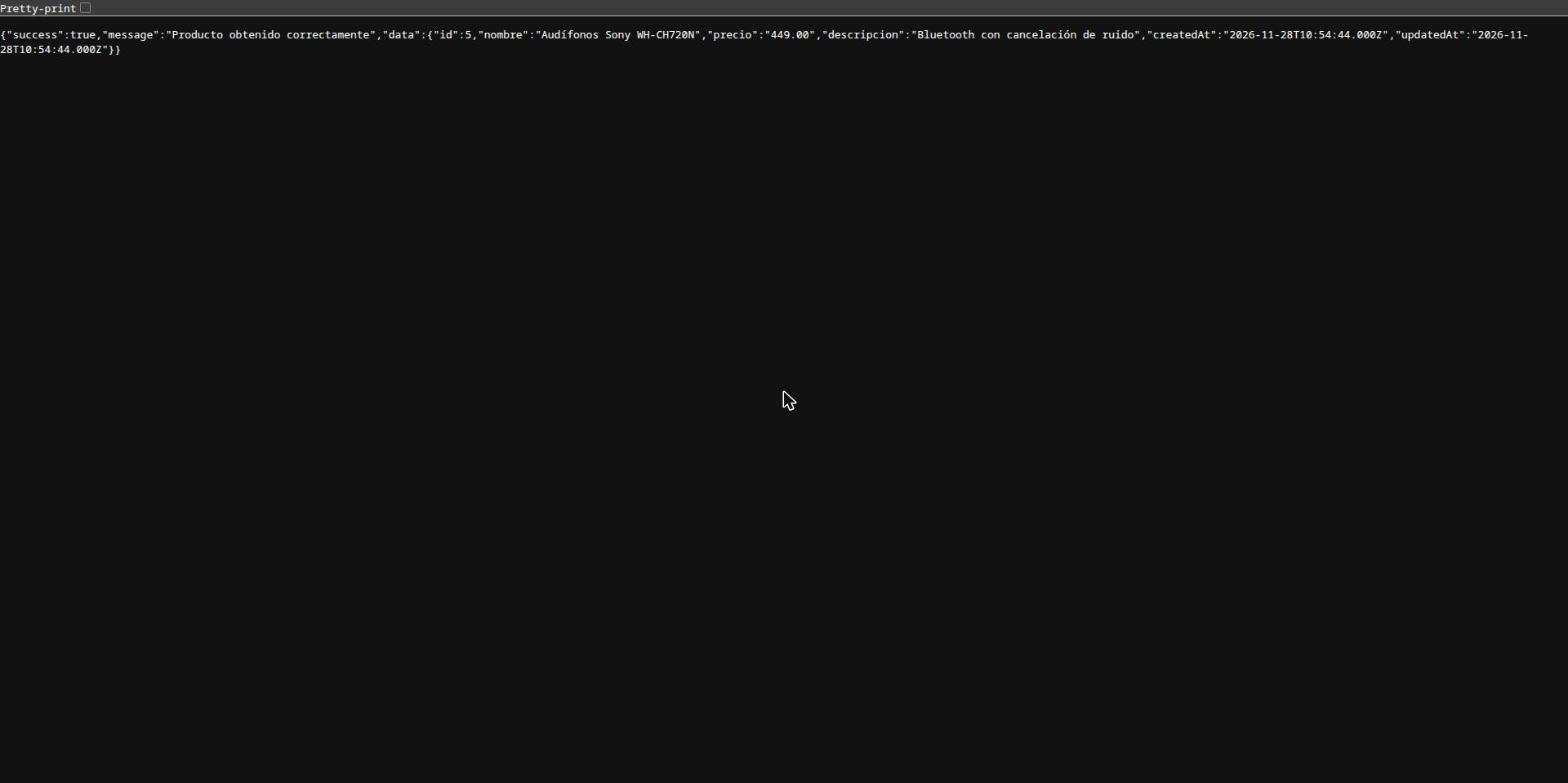 Pretty-print
{"success":true,"message":"Producto obtenido correctamente","data":{"id":5,"nombre":"Audífonos Sony WH-CH720N","precio":"449.00","descripcion":"Bluetooth con cancelación de ruido","createdAt":"2026-11-28T10:54:44.000Z","updatedAt":"2026-11-
28T10:54:44.000Z"}}